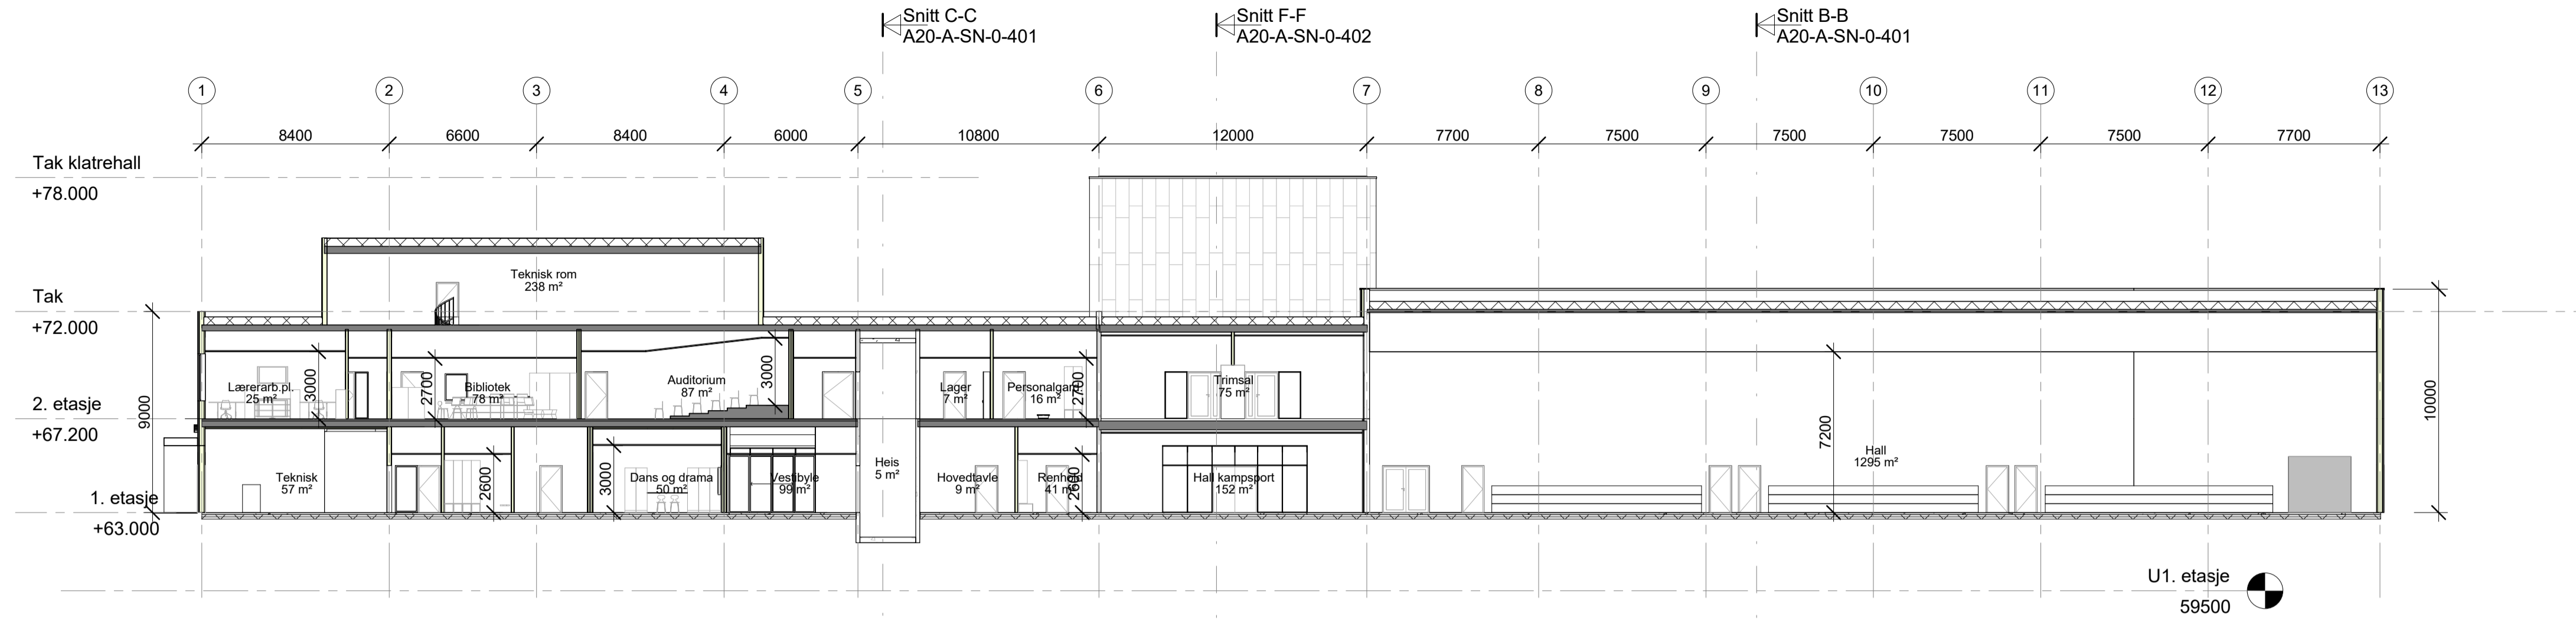 Snitt C-C
A20-A-SN-0-401
Snitt F-F
A20-A-SN-0-402
Snitt B-B
A20-A-SN-0-401
1
2
3
4
5
6
7
8
9
10
11
12
13
8400
6600
8400
6000
10800
12000
7700
7500
7500
7500
7500
7700
Tak klatrehall
+78.000
Tak
+72.000
2. etasje
+67.200
1. etasje
+63.000
9000
Teknisk rom
238 m²
Lærerarb.pl.
25 m²
3000
2700
Bibliotek
78 m²
Auditorium
87 m²
3000
Lager
7 m²
Personalgard
16 m²
2700
Trimsal
75 m²
Teknisk
57 m²
2600
3000
Dans og drama
50 m²
Vestibyle
99 m²
Heis
5 m²
Hovedtavle
9 m²
Renhold
41 m²
2600
Hall kampsport
152 m²
7200
Hall
1295 m²
10000
U1. etasje
59500